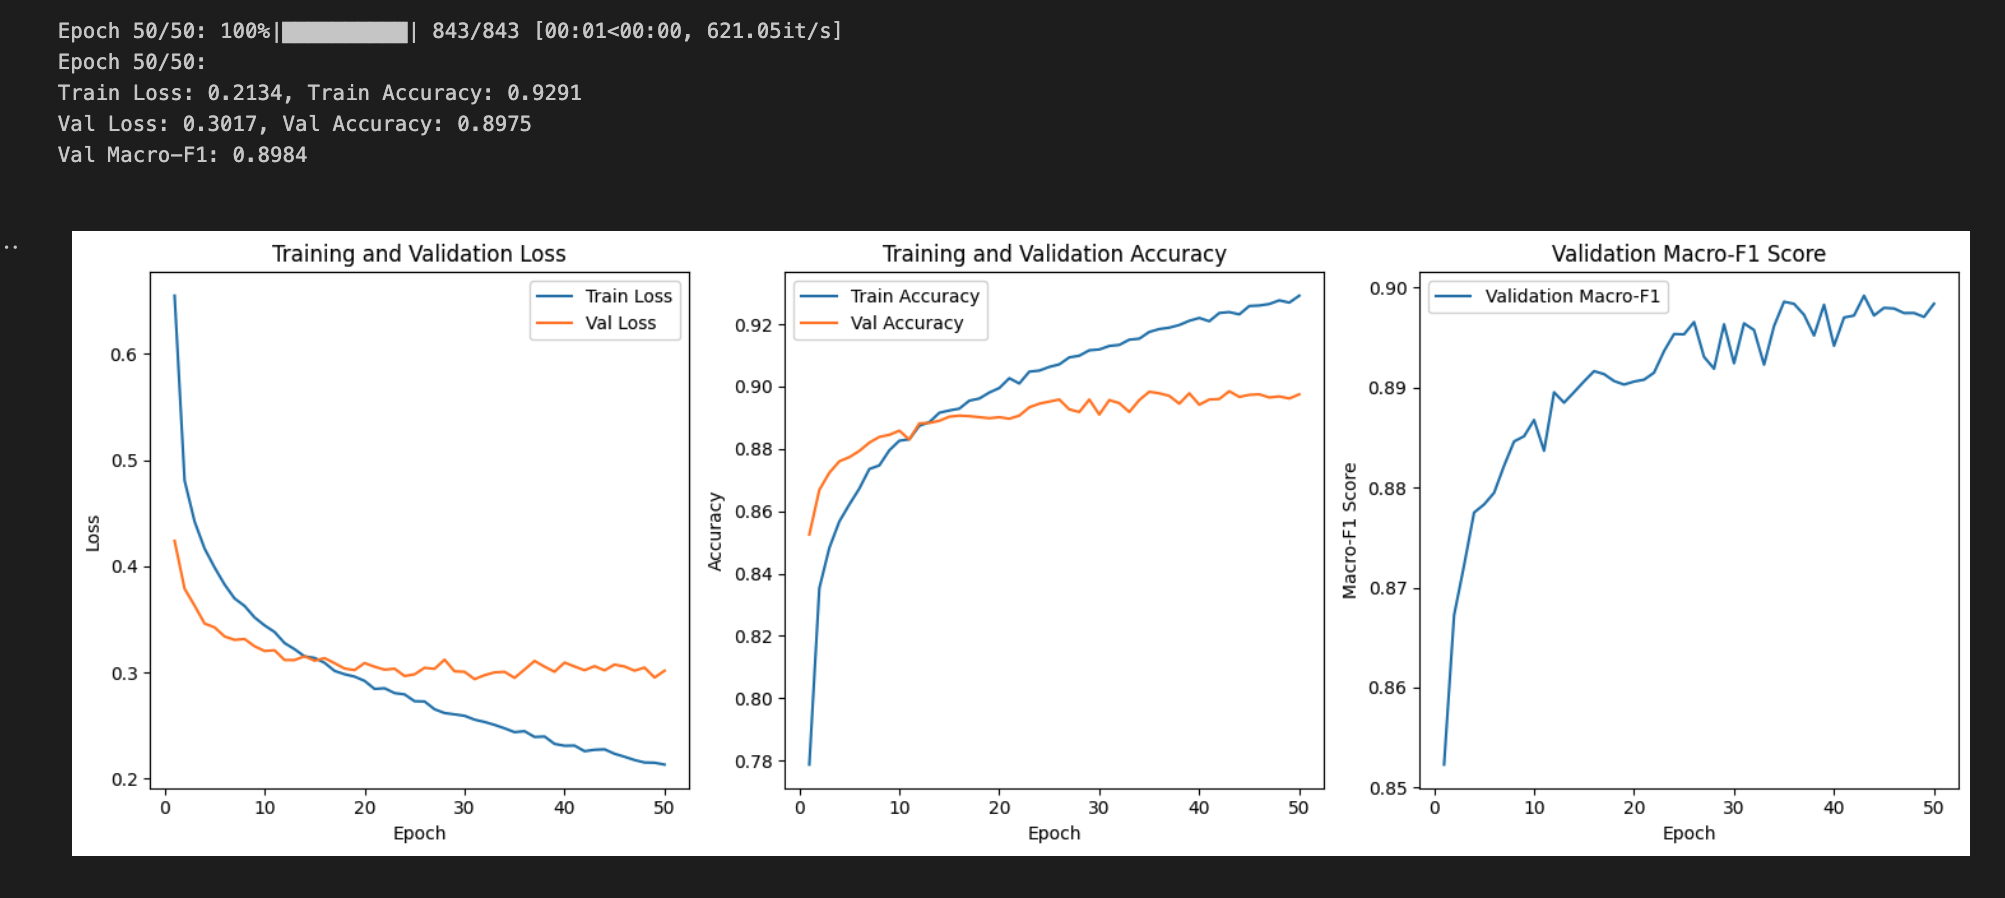 Epoch 50/50: 100%|██████████| 843/843 [00:01<00:00, 621.05it/s]
Epoch 50/50:
Train Loss: 0.2134, Train Accuracy: 0.9291
Val Loss: 0.3017, Val Accuracy: 0.8975
Val Macro-F1: 0.8984
..
Training and Validation Loss
Train Loss
Val Loss
0.6
0.5
0.4
0.3
0.2
Loss
0 10 20 30 40 50
Epoch
Training and Validation Accuracy
Train Accuracy
Val Accuracy
0.92
0.90
0.88
0.86
0.84
0.82
0.80
0.78
Accuracy
0 10 20 30 40 50
Epoch
Validation Macro-F1 Score
Validation Macro-F1
0.90
0.89
0.88
0.87
0.86
0.85
Macro-F1 Score
0 10 20 30 40 50
Epoch